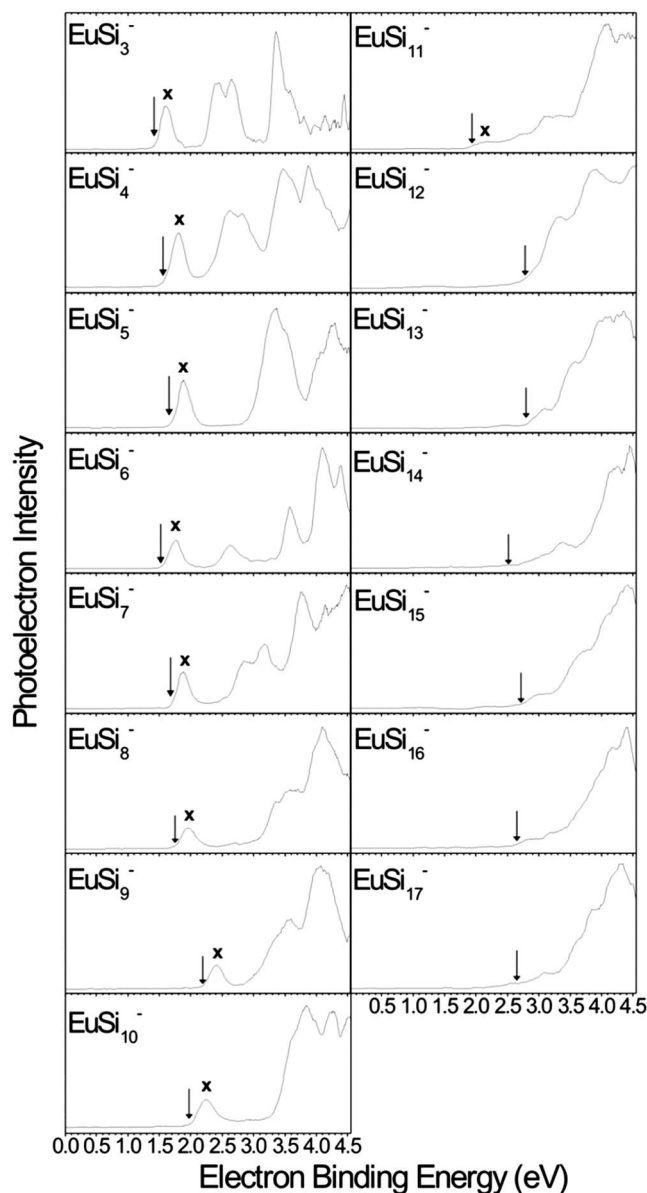 Photoelectron Intensity
EuSi₃⁻
x
EuSi₄⁻
x
EuSi₅⁻
x
EuSi₆⁻
x
EuSi₇⁻
x
EuSi₈⁻
x
EuSi₉⁻
x
EuSi₁₀⁻
x
0.0 0.5 1.0 1.5 2.0 2.5 3.0 3.5 4.0 4.5
EuSi₁₁⁻
x
EuSi₁₂⁻
EuSi₁₃⁻
EuSi₁₄⁻
EuSi₁₅⁻
EuSi₁₆⁻
EuSi₁₇⁻
0.5 1.0 1.5 2.0 2.5 3.0 3.5 4.0 4.5
Electron Binding Energy (eV)